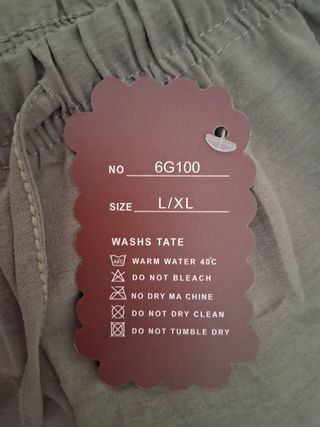 NO 6G100
SIZE L/XL
WASHS TATE
40℃ WARM WATER 40℃
DO NOT BLEACH
NO DRY MA CHINE
DO NOT DRY CLEAN
DO NOT TUMBLE DRY